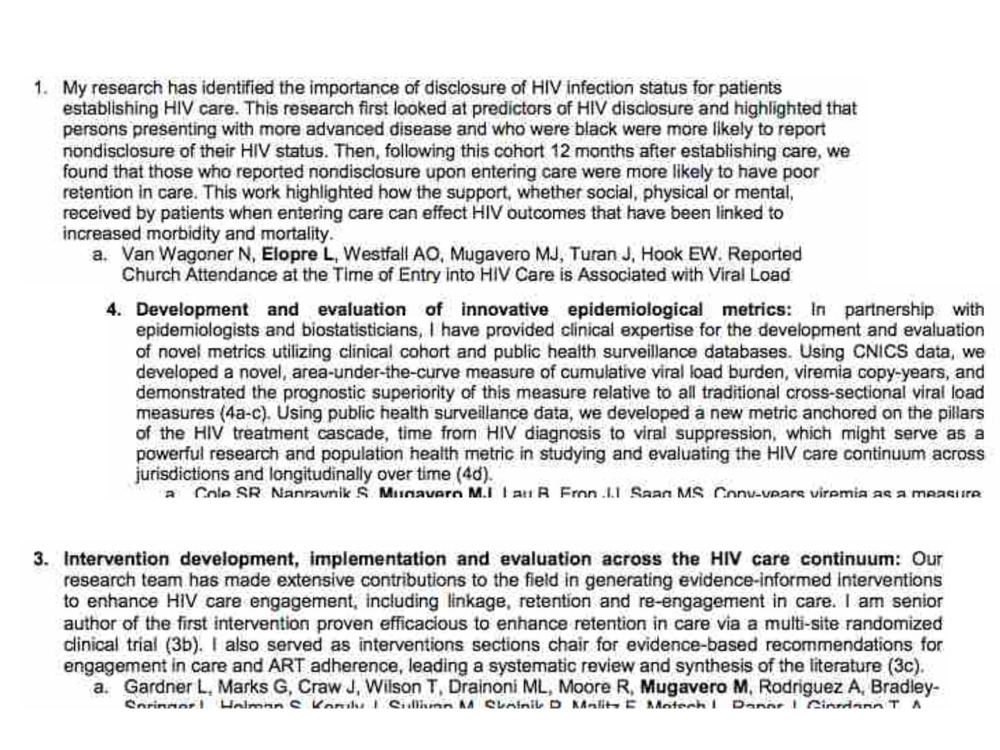 1. My research has identified the importance of disclosure of HIV infection status for patients
establishing HIV care. This research first looked at predictors of HIV disclosure and highlighted that
persons presenting with more advanced disease and who were black were more likely to report
nondisclosure of their HIV status. Then, following this cohort 12 months after establishing care, we
found that those who reported nondisclosure upon entering care were more likely to have poor
retention in care. This work highlighted how the support, whether social, physical or mental,
received by patients when entering care can effect HIV outcomes that have been linked to
increased morbidity and mortality.
a. Van Wagoner N, Elopre L, Westfall AO, Mugavero MJ, Turan J, Hook EW. Reported
Church Attendance at the Time of Entry into HIV Care is Associated with Viral Load
4. Development and evaluation of innovative epidemiological metrics: In partnership with
epidemiologists and biostatisticians, I have provided clinical expertise for the development and evaluation
of novel metrics utilizing clinical cohort and public health surveillance databases. Using CNICS data, we
developed a novel, area-under-the-curve measure of cumulative viral load burden, viremia copy-years, and
demonstrated the prognostic superiority of this measure relative to all traditional cross-sectional viral load
measures (4a-c). Using public health surveillance data, we developed a new metric anchored on the pillars
of the HIV treatment cascade, time from HIV diagnosis to viral suppression, which might serve as a
powerful research and population health metric in studying and evaluating the HIV care continuum across
jurisdictions and longitudinally over time (4d).
a. Cole SR, Napravnik S, Mugavero MJ, Lau B, Eron JJ, Saag MS. Copy-years viremia as a measure
3. Intervention development, implementation and evaluation across the HIV care continuum: Our
research team has made extensive contributions to the field in generating evidence-informed interventions
to enhance HIV care engagement, including linkage, retention and re-engagement in care. I am senior
author of the first intervention proven efficacious to enhance retention in care via a multi-site randomized
clinical trial (3b). I also served as interventions sections chair for evidence-based recommendations for
engagement in care and ART adherence, leading a systematic review and synthesis of the literature (3c).
a. Gardner L, Marks G, Craw J, Wilson T, Drainoni ML, Moore R, Mugavero M, Rodriguez A, Bradley-
Springer L, Holman S, Keruly J, Sullivan M, Skolnik P, Malitz F, Metsch L, Raper J, Giordano T. A